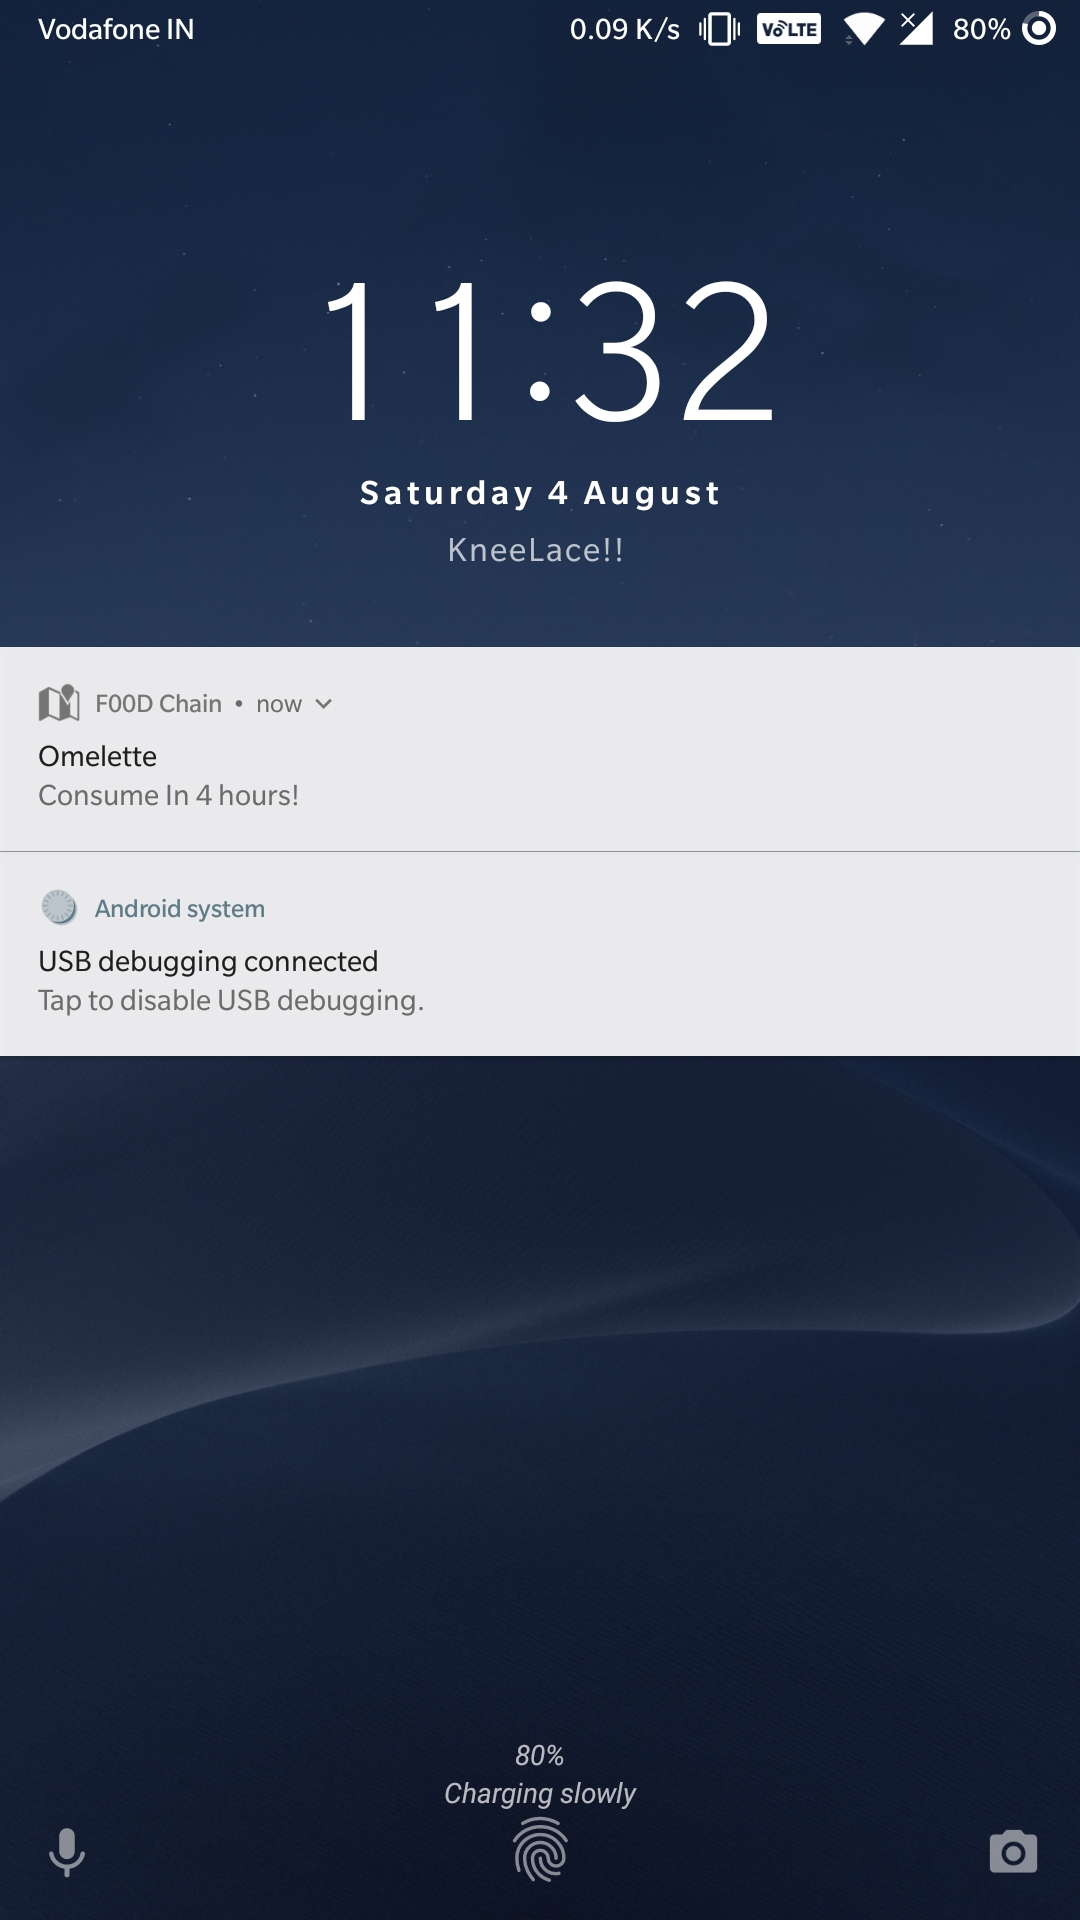 Vodafone IN 0.09 K/s VoLTE 80%
11:32
Saturday 4 August
KneeLace!!
F00D Chain • now
Omelette
Consume In 4 hours!
Android system
USB debugging connected
Tap to disable USB debugging.
80%
Charging slowly